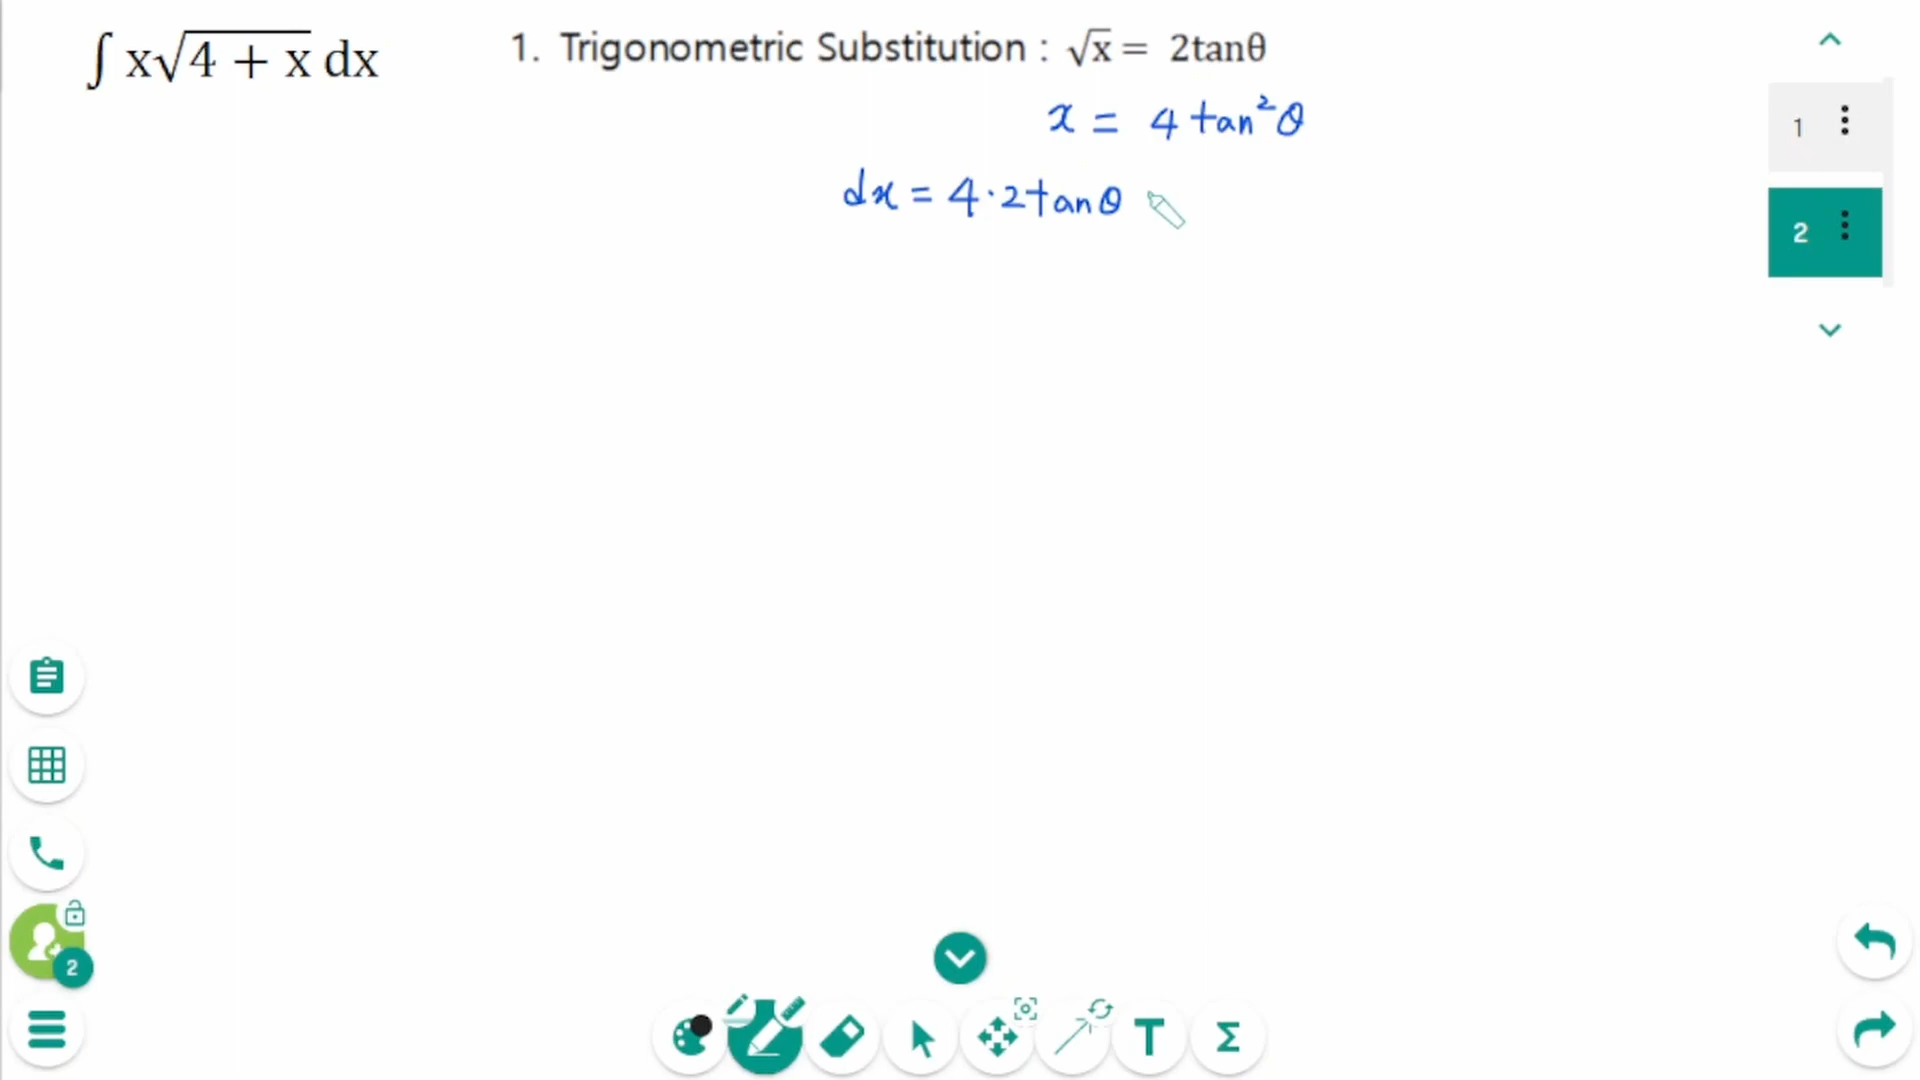 ∫ x√(4 + x) dx
1. Trigonometric Substitution : √x = 2tanθ
x = 4 tan²θ
dx = 4·2tanθ
1
2
2
T
Σ